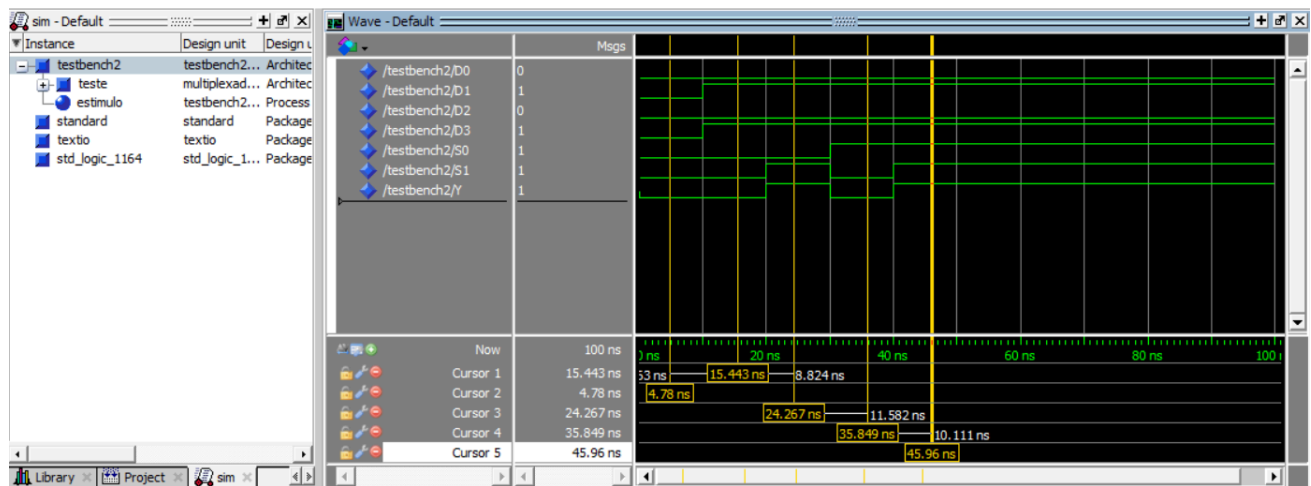 sim - Default
Instance Design unit Design u
testbench2 testbench2... Architec
teste multiplexad... Architec
estimulo testbench2... Process
standard standard Package
textio textio Package
std_logic_1164 std_logic_1... Package
Library Project sim
Wave - Default
Msgs
/testbench2/D0 0
/testbench2/D1 1
/testbench2/D2 0
/testbench2/D3 1
/testbench2/S0 1
/testbench2/S1 1
/testbench2/Y 1
Now 100 ns
Cursor 1 15.443 ns
Cursor 2 4.78 ns
Cursor 3 24.267 ns
Cursor 4 35.849 ns
Cursor 5 45.96 ns
ns 20 ns 40 ns 60 ns 80 ns 100
53 ns 15.443 ns 8.824 ns
4.78 ns
24.267 ns 11.582 ns
35.849 ns 10.111 ns
45.96 ns